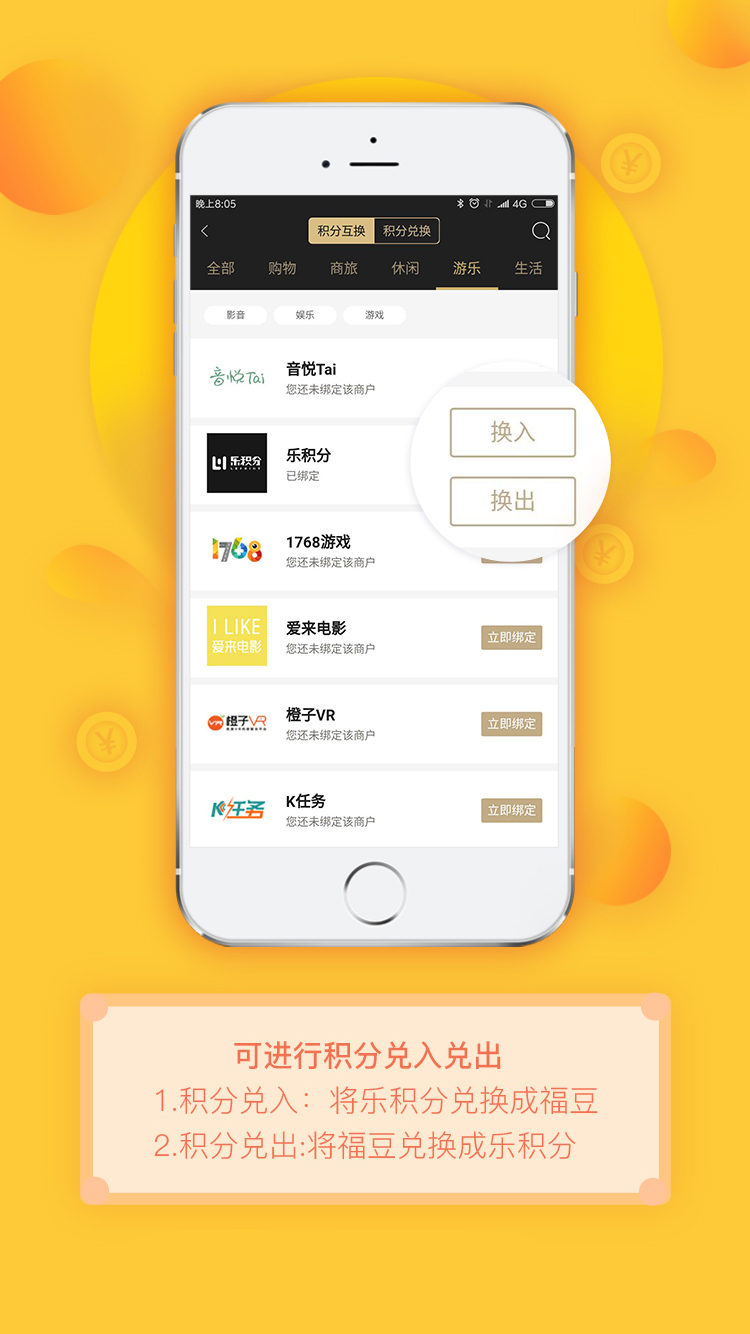 晚上8:05
4G
积分互换 积分兑换
全部 购物 商旅 休闲 游乐 生活
影音 娱乐 游戏
音悦Tai
音悦Tai
您还未绑定该商户
换入
乐积分
乐积分
已绑定
换出
1768
1768游戏
您还未绑定该商户
I LIKE
爱来电影
爱来电影
您还未绑定该商户
立即绑定
橙子VR
橙子VR
您还未绑定该商户
立即绑定
K任务
K任务
您还未绑定该商户
立即绑定
可进行积分兑入兑出
1.积分兑入：将乐积分兑换成福豆
2.积分兑出:将福豆兑换成乐积分